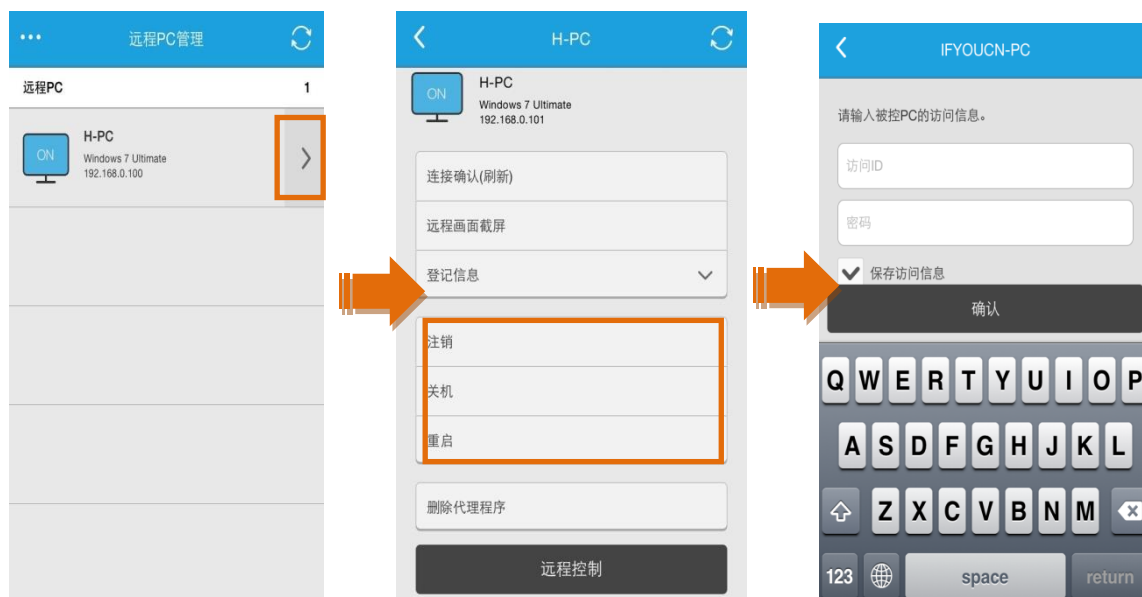 远程PC管理
远程PC 1
ON
H-PC
Windows 7 Ultimate
192.168.0.100
H-PC
ON
H-PC
Windows 7 Ultimate
192.168.0.101
连接确认(刷新)
远程画面截屏
登记信息
注销
关机
重启
删除代理程序
远程控制
IFYOUCN-PC
请输入被控PC的访问信息。
访问ID
密码
保存访问信息
确认
Q W E R T Y U I O P
A S D F G H J K L
Z X C V B N M
123 space return